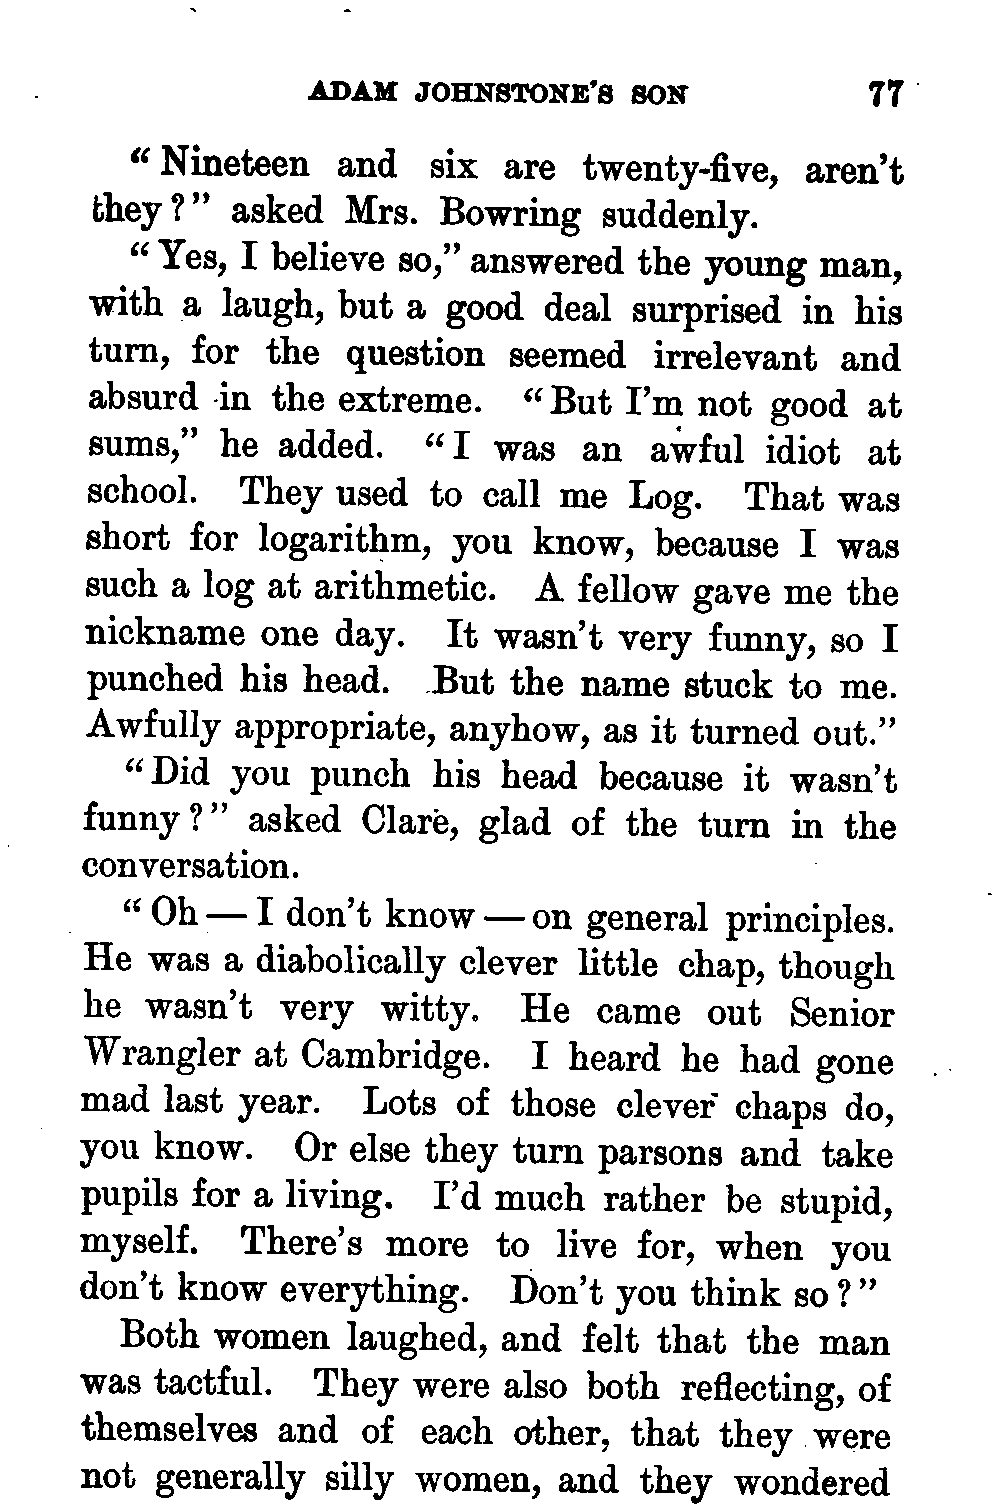 ADAM JOHNSTONE'S SON 77
"Nineteen and six are twenty-five, aren't
they?" asked Mrs. Bowring suddenly.
"Yes, I believe so," answered the young man,
with a laugh, but a good deal surprised in his
turn, for the question seemed irrelevant and
absurd in the extreme. "But I'm not good at
sums," he added. "I was an awful idiot at
school. They used to call me Log. That was
short for logarithm, you know, because I was
such a log at arithmetic. A fellow gave me the
nickname one day. It wasn't very funny, so I
punched his head. But the name stuck to me.
Awfully appropriate, anyhow, as it turned out."
"Did you punch his head because it wasn't
funny?" asked Clare, glad of the turn in the
conversation.
"Oh — I don't know — on general principles.
He was a diabolically clever little chap, though
he wasn't very witty. He came out Senior
Wrangler at Cambridge. I heard he had gone
mad last year. Lots of those clever chaps do,
you know. Or else they turn parsons and take
pupils for a living. I'd much rather be stupid,
myself. There's more to live for, when you
don't know everything. Don't you think so?"
Both women laughed, and felt that the man
was tactful. They were also both reflecting, of
themselves and of each other, that they were
not generally silly women, and they wondered